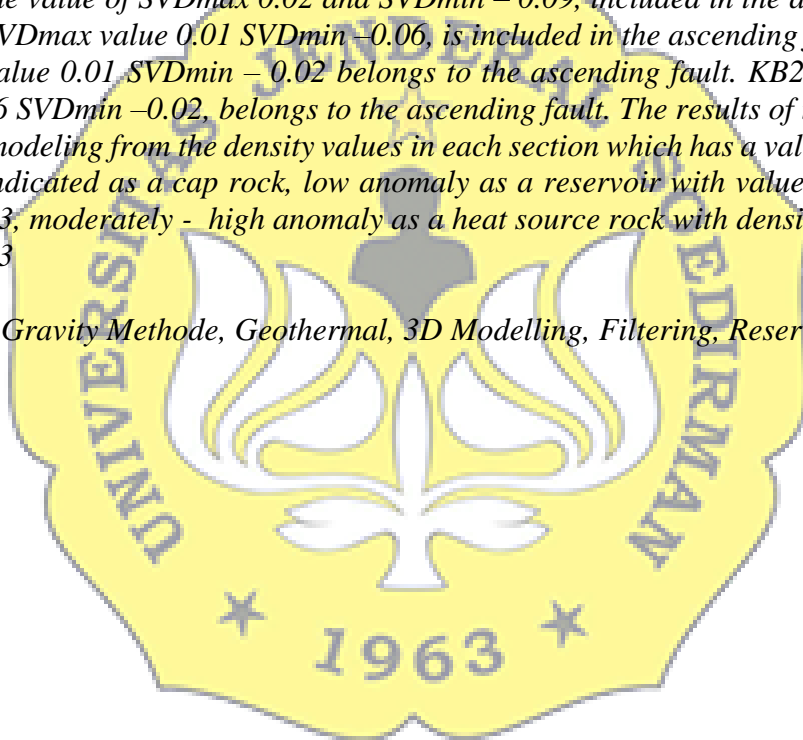 value of SVDmax 0.02 and SVDmin – 0.09, included in the
SVDmax value 0.01 SVDmin –0.06, is included in the ascending
value 0.01 SVDmin – 0.02 belongs to the ascending fault. KB2
6 SVDmin –0.02, belongs to the ascending fault. The results of
modeling from the density values in each section which has a
indicated as a cap rock, low anomaly as a reservoir with value
3, moderately - high anomaly as a heat source rock with
3
Gravity Methode, Geothermal, 3D Modelling, Filtering,
UNIVERSITAS JENDERAL SOEDIRMAN
1963